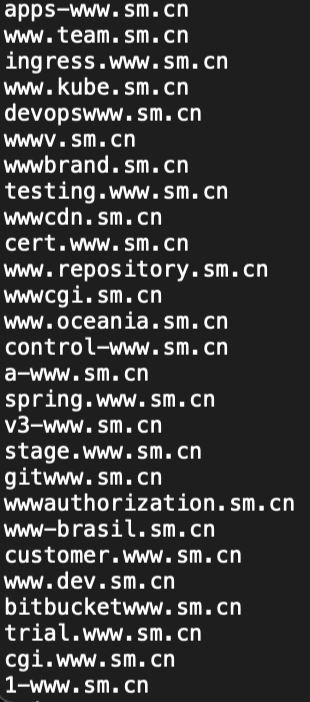 apps-www.sm.cn
www.team.sm.cn
ingress.www.sm.cn
www.kube.sm.cn
devopswww.sm.cn
wwwv.sm.cn
wwwbrand.sm.cn
testing.www.sm.cn
wwwcdn.sm.cn
cert.www.sm.cn
www.repository.sm.cn
wwwcgi.sm.cn
www.oceania.sm.cn
control-www.sm.cn
a-www.sm.cn
spring.www.sm.cn
v3-www.sm.cn
stage.www.sm.cn
gitwww.sm.cn
wwwauthorization.sm.cn
www-brasil.sm.cn
customer.www.sm.cn
www.dev.sm.cn
bitbucketwww.sm.cn
trial.www.sm.cn
cgi.www.sm.cn
1-www.sm.cn